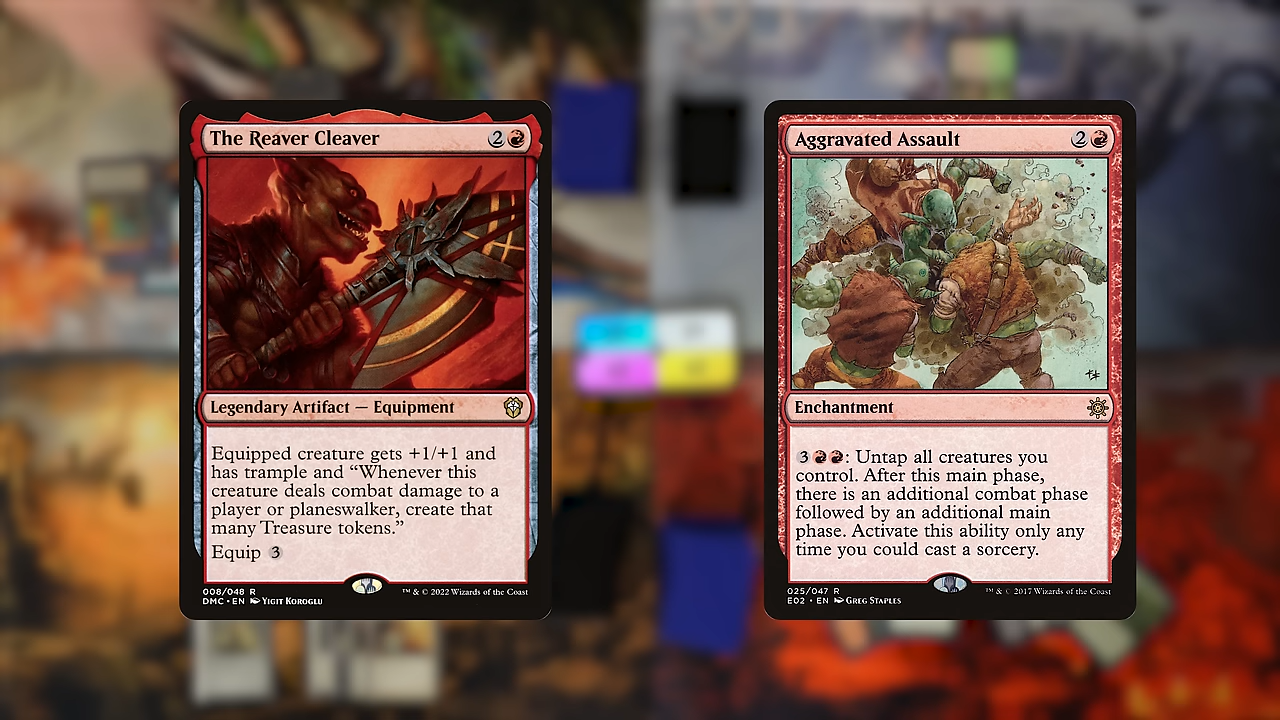 The Reaver Cleaver 2
Legendary Artifact — Equipment
Equipped creature gets +1/+1 and
has trample and “Whenever this
creature deals combat damage to a
player or planeswalker, create that
many Treasure tokens.”
Equip 3
008/048 R
DMC • EN YIGIT KOROGLU
™ & © 2022 Wizards of the Coast
Aggravated Assault 2
Enchantment
3: Untap all creatures you
control. After this main phase,
there is an additional combat phase
followed by an additional main
phase. Activate this ability only any
time you could cast a sorcery.
025/047 R
E02 • EN GREG STAPLES
™ & © 2017 Wizards of the Coast